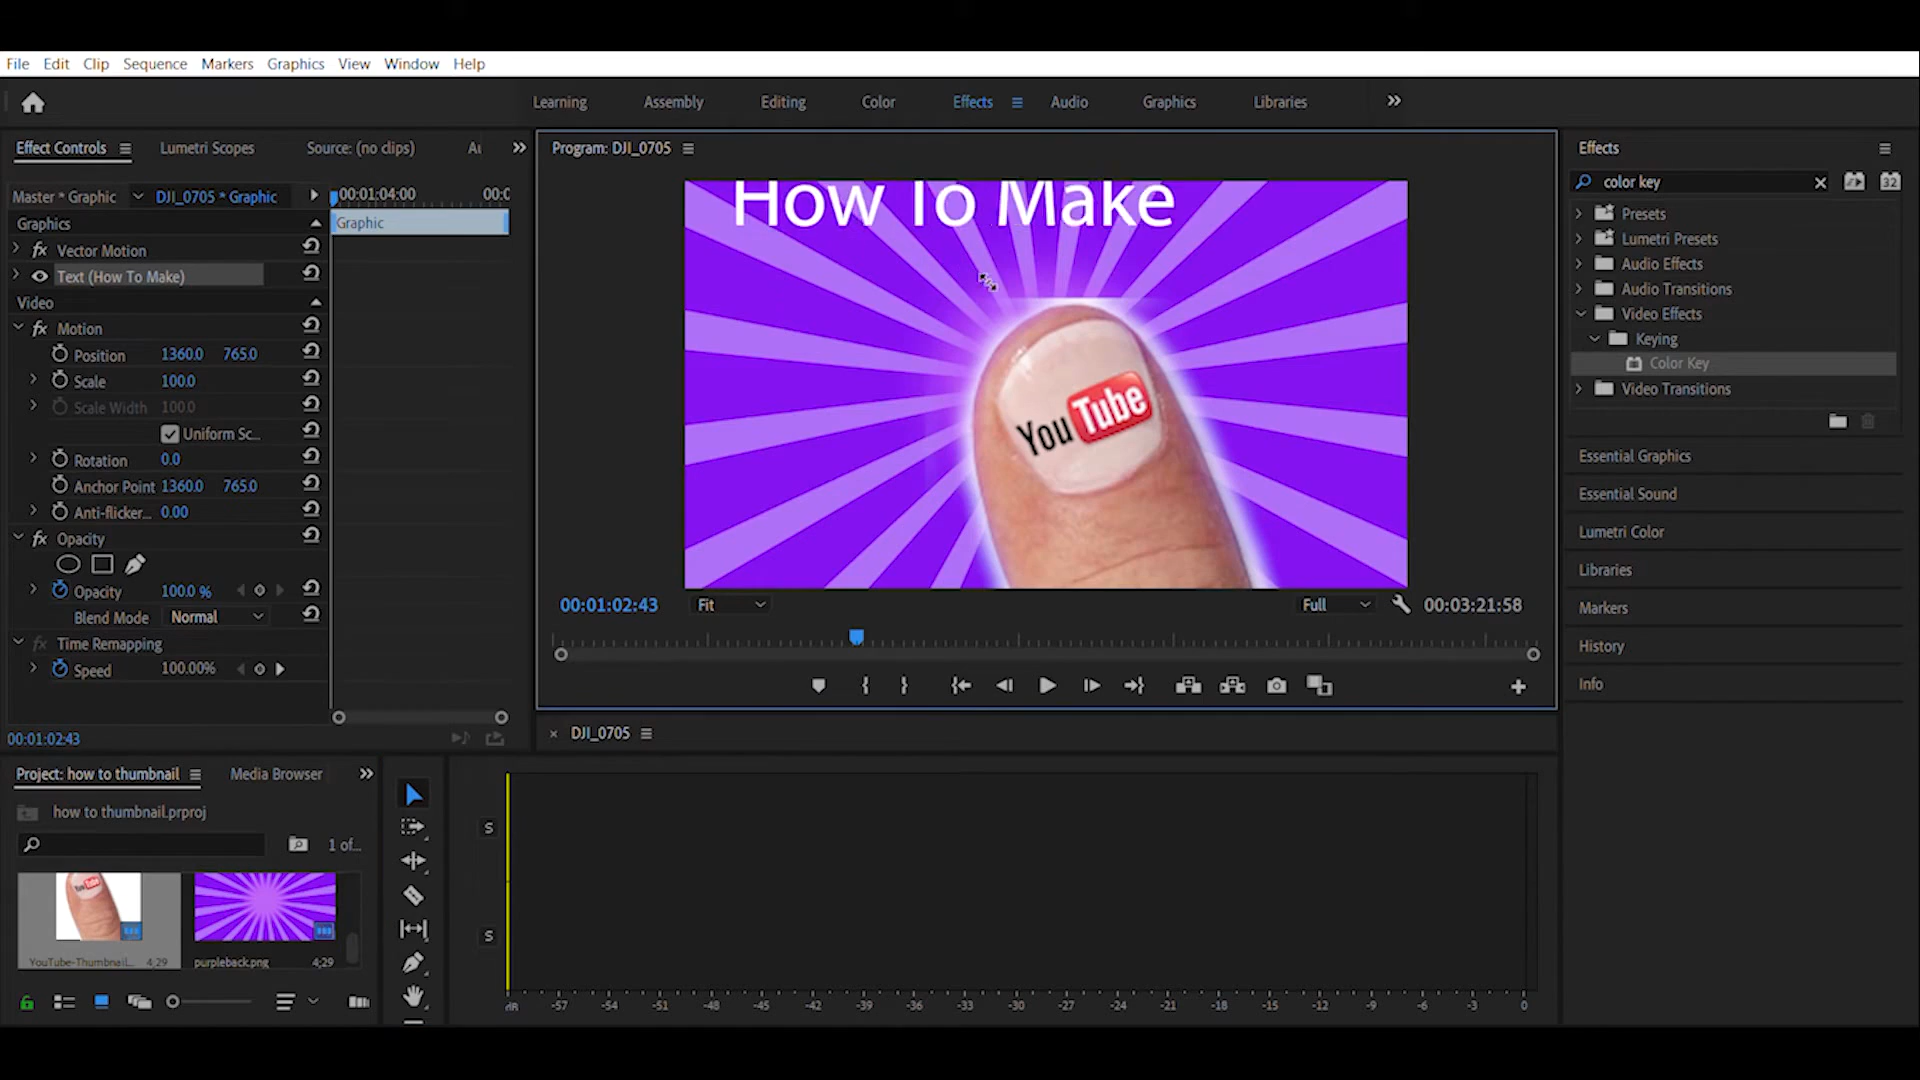 File Edit Clip Sequence Markers Graphics View Window Help
Learning Assembly Editing Color Effects Audio Graphics Libraries
Effect Controls Lumetri Scopes Source: (no clips)
Master * Graphic DJI_0705 * Graphic 00:01:04:00
Graphics Graphic
Vector Motion
Text (How To Make)
Video
Motion
Position 1360.0 765.0
Scale 100.0
Scale Width 100.0
Uniform Sc...
Rotation 0.0
Anchor Point 1360.0 765.0
Anti-flicker... 0.00
Opacity
Opacity 100.0 %
Blend Mode Normal
Time Remapping
Speed 100.00%
00:01:02:43
Program: DJI_0705
How To Make
You Tube
00:01:02:43 Fit Full 00:03:21:58
Effects
color key
32
Presets
Lumetri Presets
Audio Effects
Audio Transitions
Video Effects
Keying
Color Key
Video Transitions
Essential Graphics
Essential Sound
Lumetri Color
Libraries
Markers
History
Info
Project: how to thumbnail Media Browser
how to thumbnail.prproj
1 of...
YouTube-Thumbnail... 4;29 purpleback.png 4;29
× DJI_0705
S
S
dB -57 -54 -51 -48 -45 -42 -39 -36 -33 -30 -27 -24 -21 -18 -15 -12 -9 -6 -3 0